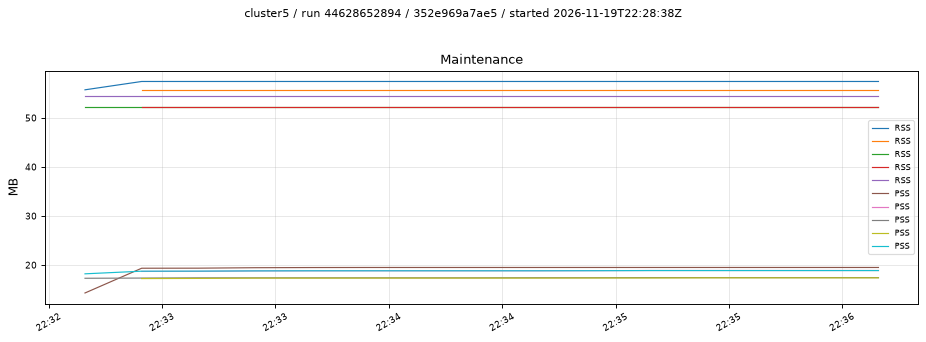 cluster5 / run 44628652894 / 352e969a7ae5 / started 2026-11-19T22:28:38Z
Maintenance
MB
50
40
30
20
RSS
RSS
RSS
RSS
RSS
PSS
PSS
PSS
PSS
PSS
22:32
22:33
22:33
22:34
22:34
22:35
22:35
22:36